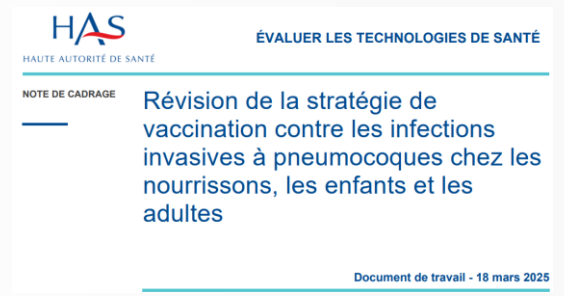 HAS
HAUTE AUTORITÉ DE SANTÉ
ÉVALUER LES TECHNOLOGIES DE SANTÉ
NOTE DE CADRAGE
Révision de la stratégie de
vaccination contre les infections
invasives à pneumocoques chez les
nourrissons, les enfants et les
adultes
Document de travail - 18 mars 2025